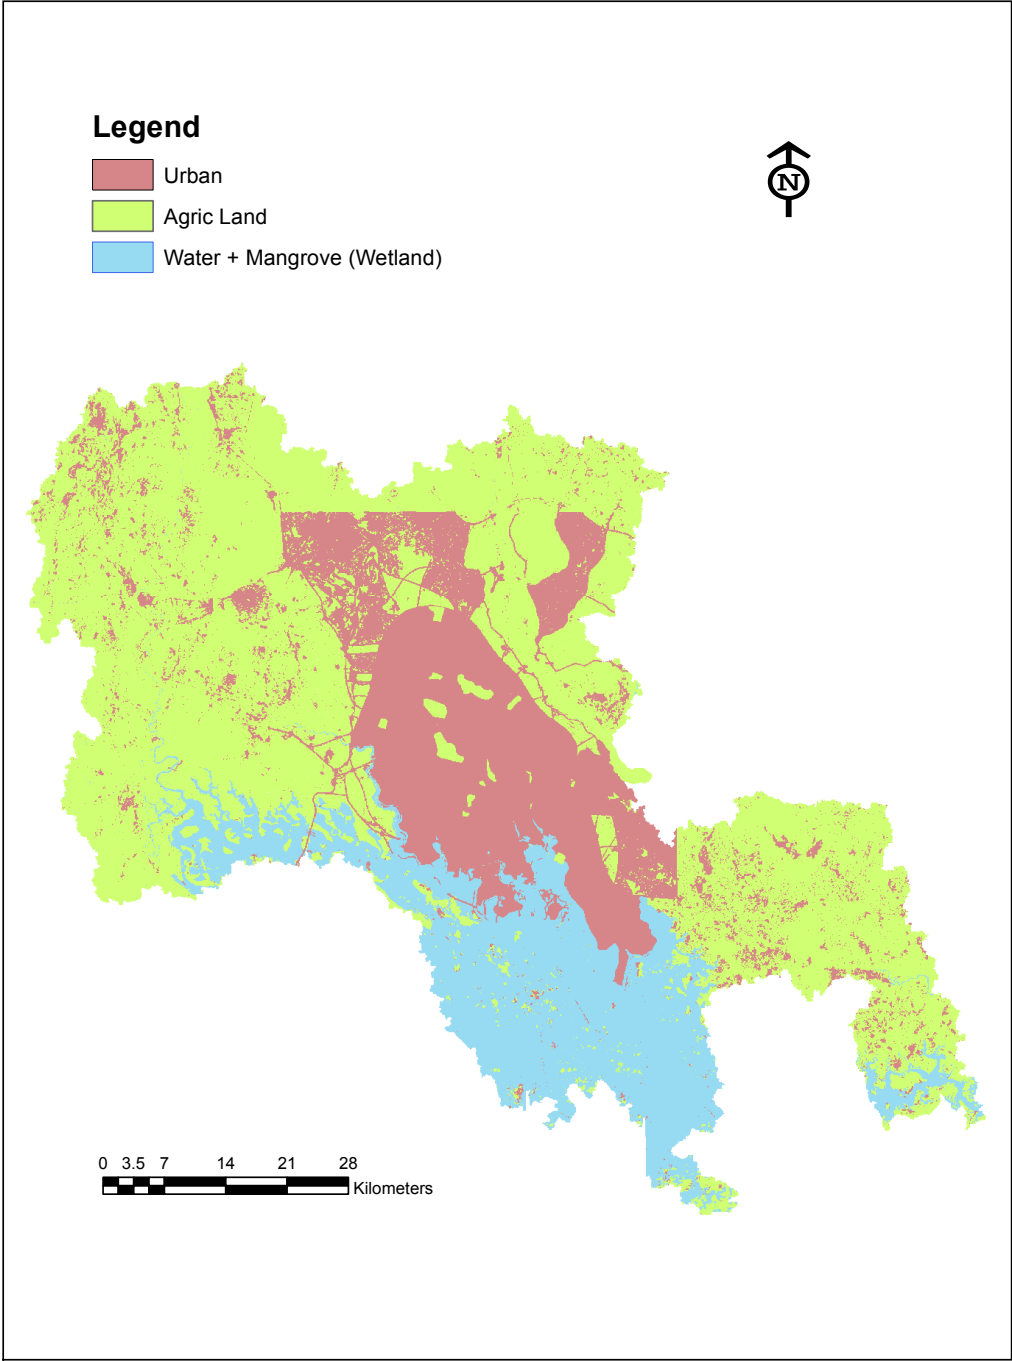 Legend
Urban
Agric Land
Water + Mangrove (Wetland)
N
0 3.5 7 14 21 28
Kilometers